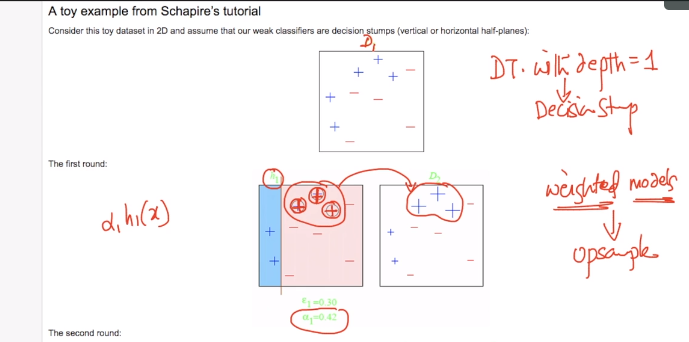 A toy example from Schapire's tutorial
Consider this toy dataset in 2D and assume that our weak classifiers are decision stumps (vertical or horizontal half-planes):
D₁
DT. with depth = 1
Decision Stump
The first round:
h₁
D₂
α₁h₁(x)
weighted models
upsample
ε₁=0.30
α₁=0.42
The second round: